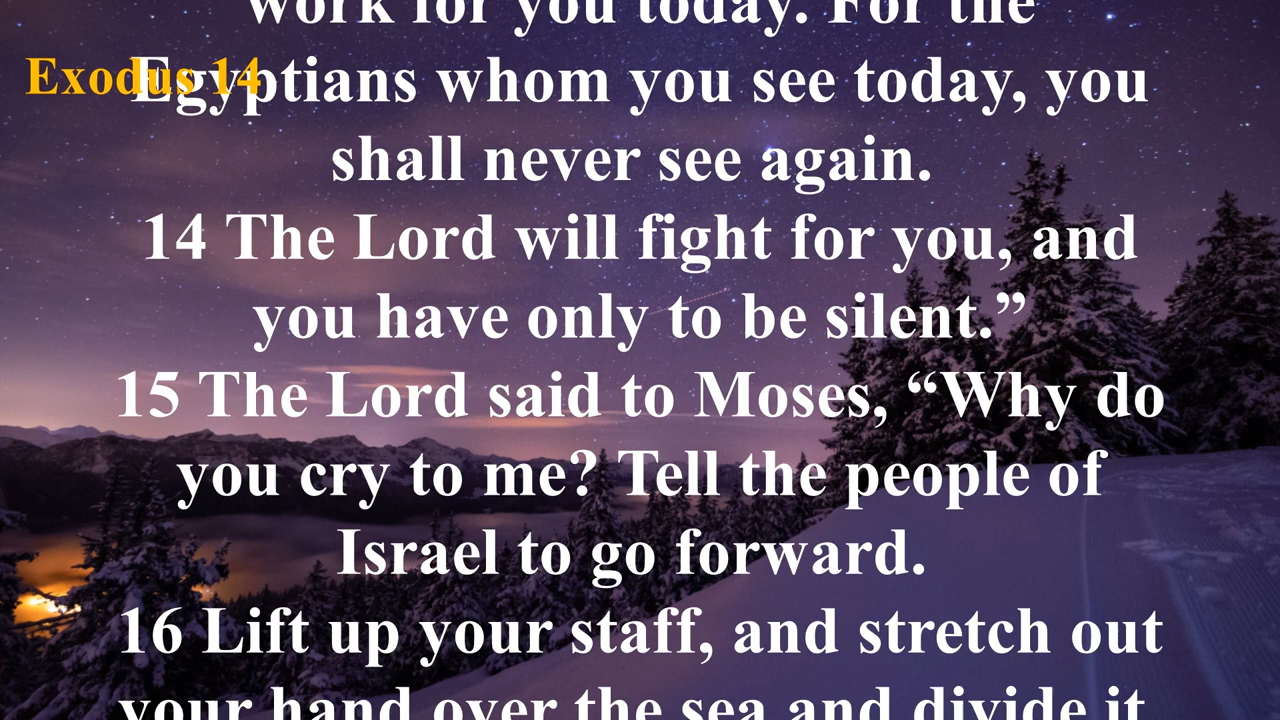 work for you today. For the
Exodus 14
Egyptians whom you see today, you
shall never see again.
14 The Lord will fight for you, and
you have only to be silent.”
15 The Lord said to Moses, “Why do
you cry to me? Tell the people of
Israel to go forward.
16 Lift up your staff, and stretch out
your hand over the sea and divide it,